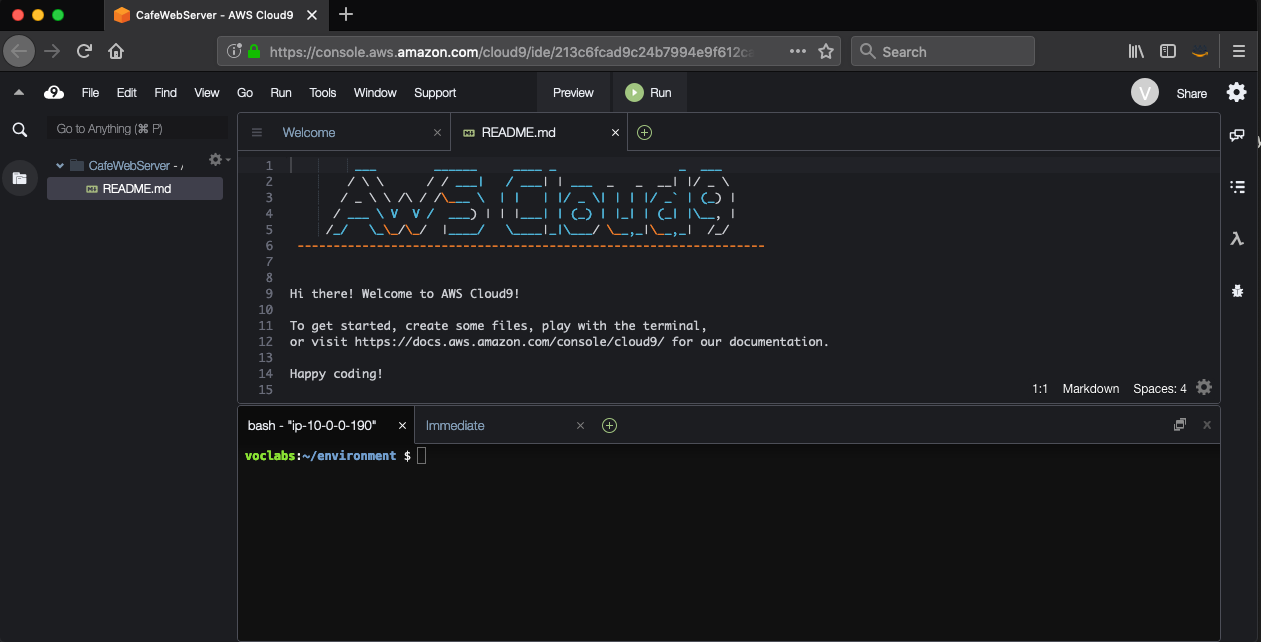 CafeWebServer - AWS Cloud9
https://console.aws.amazon.com/cloud9/ide/213c6fcad9c24b7994e9f612c
Search
File Edit Find View Go Run Tools Window Support Preview Run V Share
Go to Anything (⌘ P)
CafeWebServer - /
README.md
Welcome README.md
1
2
3
4
5
AWS Cloud9
6 ----------------------------------------------------------------
7
8
9 Hi there! Welcome to AWS Cloud9!
10
11 To get started, create some files, play with the terminal,
12 or visit https://docs.aws.amazon.com/console/cloud9/ for our documentation.
13
14 Happy coding!
15
1:1 Markdown Spaces: 4
bash - "ip-10-0-0-190" Immediate
voclabs:~/environment $